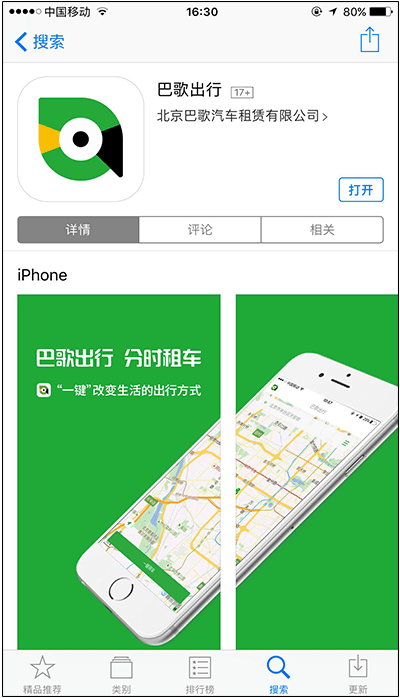 中国移动 16:30 80%
搜索
巴歌出行 17+
北京巴歌汽车租赁有限公司
打开
详情 评论 相关
iPhone
巴歌出行 分时租车
“一键”改变生活的出行方式
精品推荐 类别 排行榜 搜索 更新